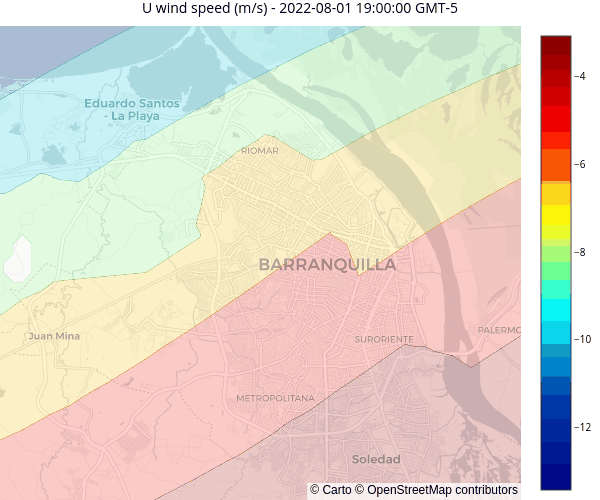 U wind speed (m/s) - 2022-08-01 19:00:00 GMT-5
Eduardo Santos
- La Playa
RIOMAR
BARRANQUILLA
Juan Mina
PALERMO
SURORIENTE
METROPOLITANA
Soledad
© Carto © OpenStreetMap contributors
−4
−6
−8
−10
−12